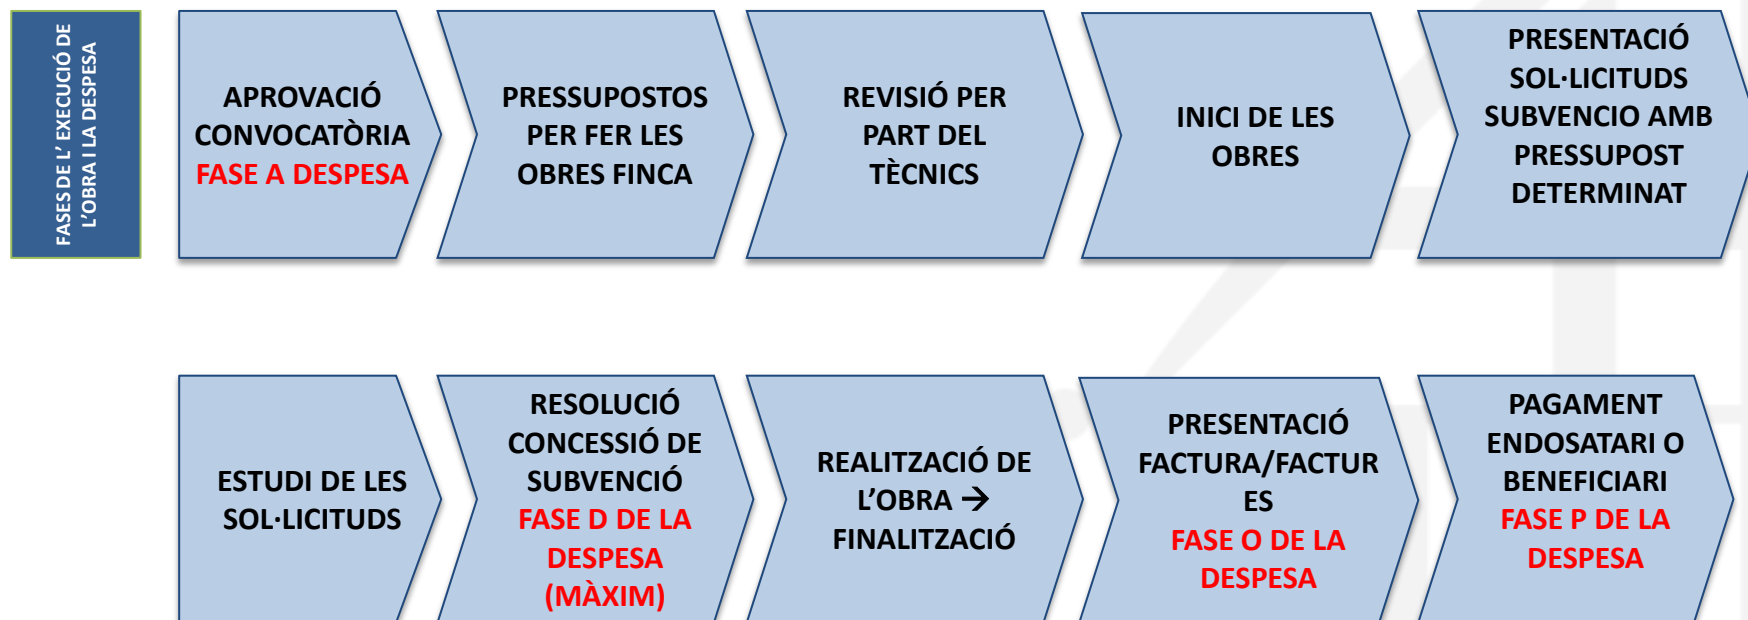 FASES DE L' EXECUCIÓ DE
L'OBRA I LA DESPESA
APROVACIÓ
CONVOCATÒRIA
FASE A DESPESA
PRESSUPOSTOS
PER FER LES
OBRES FINCA
REVISIÓ PER
PART DEL
TÈCNICS
INICI DE LES
OBRES
PRESENTACIÓ
SOL·LICITUDS
SUBVENCIO AMB
PRESSUPOST
DETERMINAT
ESTUDI DE LES
SOL·LICITUDS
RESOLUCIÓ
CONCESSIÓ DE
SUBVENCIÓ
FASE D DE LA
DESPESA
(MÀXIM)
REALITZACIÓ DE
L'OBRA →
FINALITZACIÓ
PRESENTACIÓ
FACTURA/FACTUR
ES
FASE O DE LA
DESPESA
PAGAMENT
ENDOSATARI O
BENEFICIARI
FASE P DE LA
DESPESA